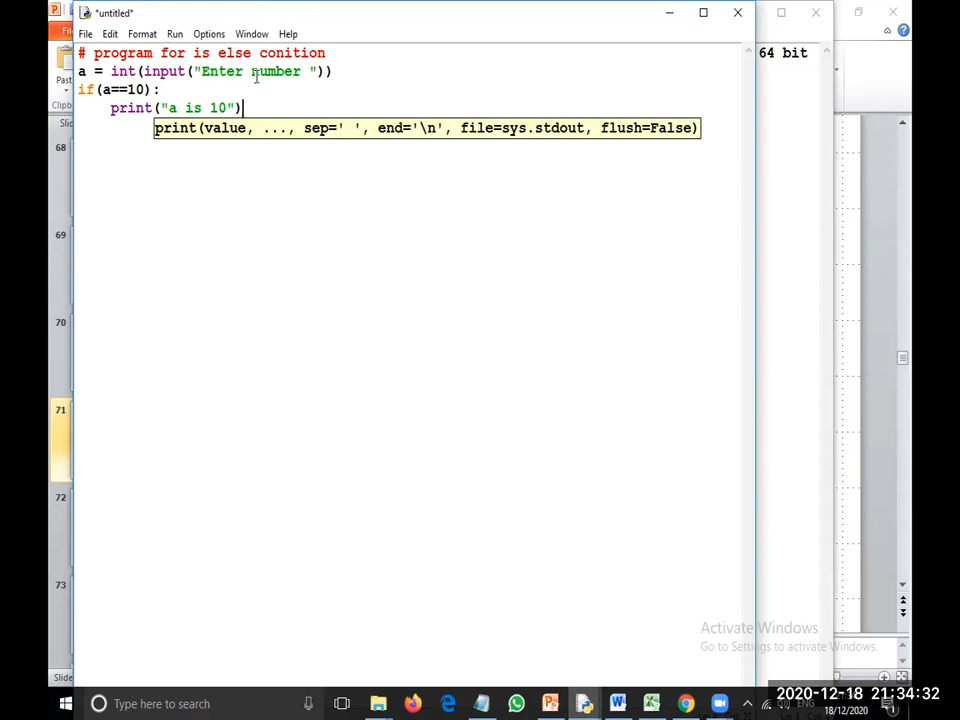 *untitled*
File Edit Format Run Options Window Help
# program for is else conition
a = int(input("Enter number "))
if(a==10):
print("a is 10")
print(value, ..., sep=' ', end='\n', file=sys.stdout, flush=False)
64 bit
Paste
68
69
70
71
72
73
Activate Windows
Go to Settings to activate Windows.
Type here to search
ENG
2020-12-18 21:34:32
18/12/2020